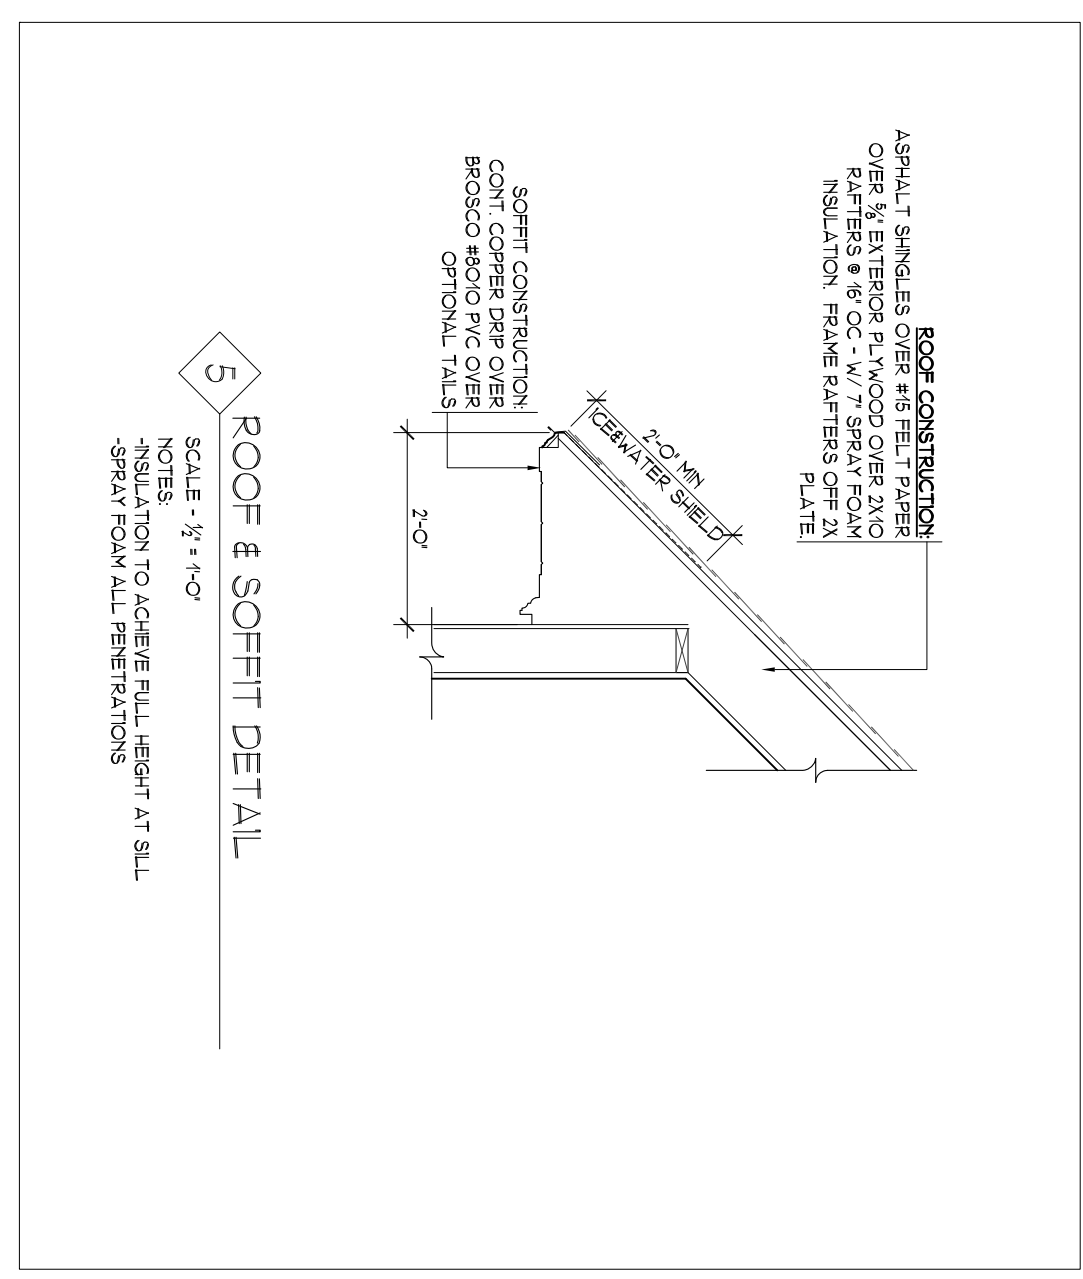 ROOF CONSTRUCTION:
ASPHALT SHINGLES OVER #15 FELT PAPER
OVER ⅝" EXTERIOR PLYWOOD OVER 2X10
RAFTERS @ 16" OC - W/ 7" SPRAY FOAM
INSULATION. FRAME RAFTERS OFF 2X
PLATE.
2'-0" MIN
ICE&WATER SHIELD
SOFFIT CONSTRUCTION:
CONT. COPPER DRIP OVER
BROSCO #8010 PVC OVER
OPTIONAL TAILS
2'-0"
5
ROOF & SOFFIT DETAIL
SCALE - ½" = 1'-0"
NOTES:
-INSULATION TO ACHIEVE FULL HEIGHT AT SILL
-SPRAY FOAM ALL PENETRATIONS